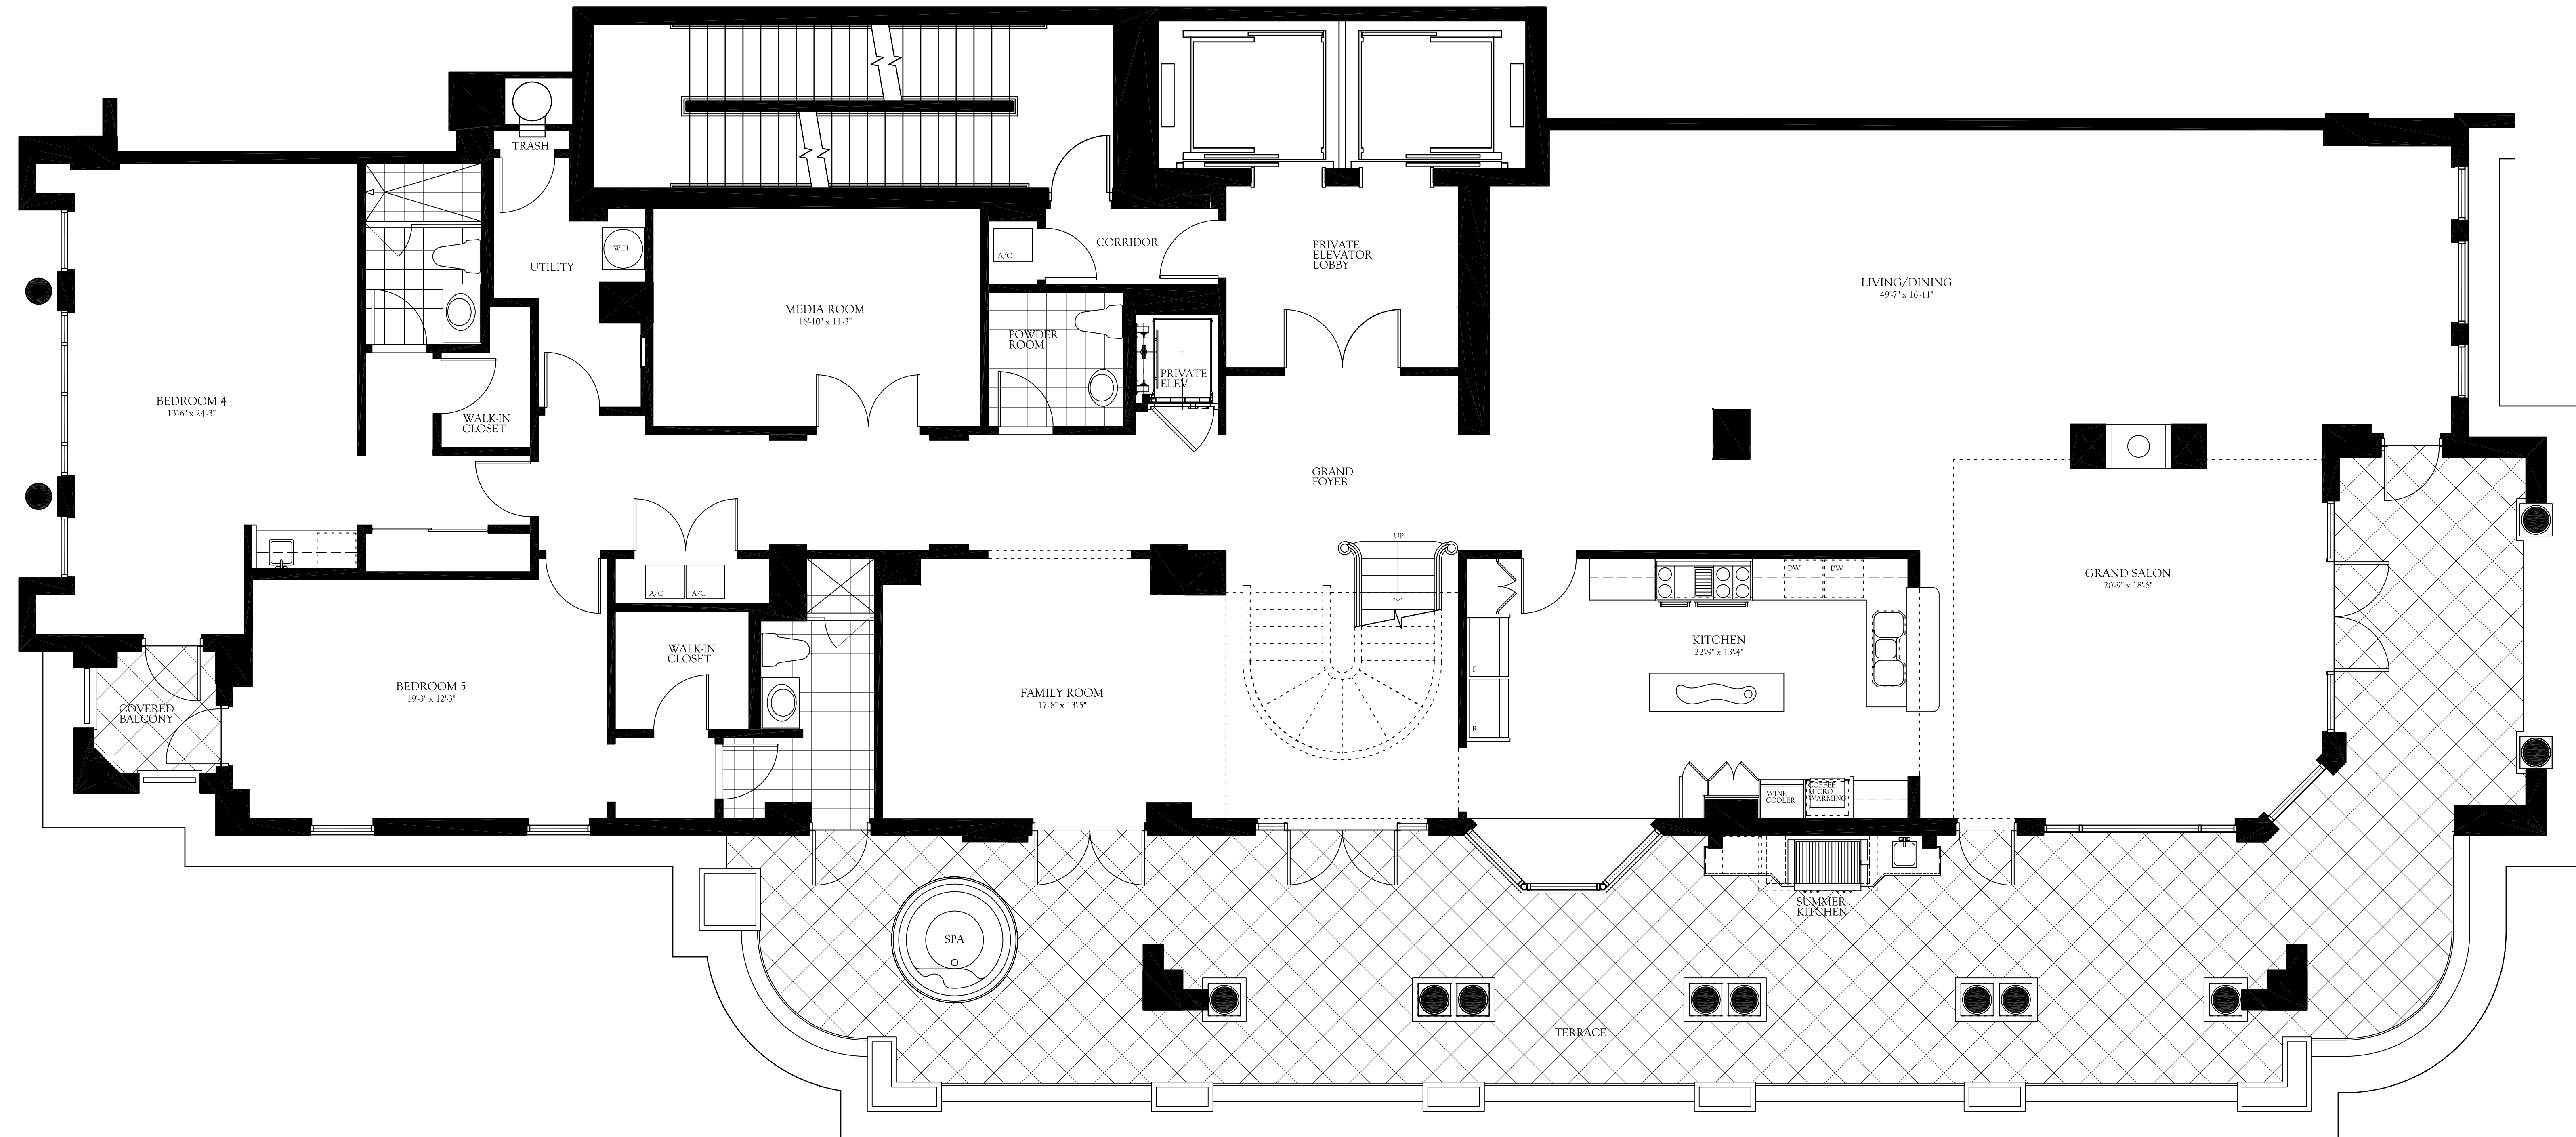 TRASH
UTILITY
W.H.
MEDIA ROOM
16'-10" x 11'-3"
A/C
CORRIDOR
PRIVATE
ELEVATOR
LOBBY
LIVING/DINING
49'-7" x 16'-11"
POWDER
ROOM
PRIVATE
ELEV
BEDROOM 4
13'-6" x 24'-3"
WALK-IN
CLOSET
GRAND
FOYER
UP
A/C
A/C
WALK-IN
CLOSET
BEDROOM 5
19'-3" x 12'-3"
COVERED
BALCONY
FAMILY ROOM
17'-8" x 13'-5"
F
R
DW
DW
KITCHEN
22'-9" x 13'-4"
WINE
COOLER
COFFEE
MICRO
WARMING
GRAND SALON
20'-9" x 18'-6"
SUMMER
KITCHEN
SPA
TERRACE